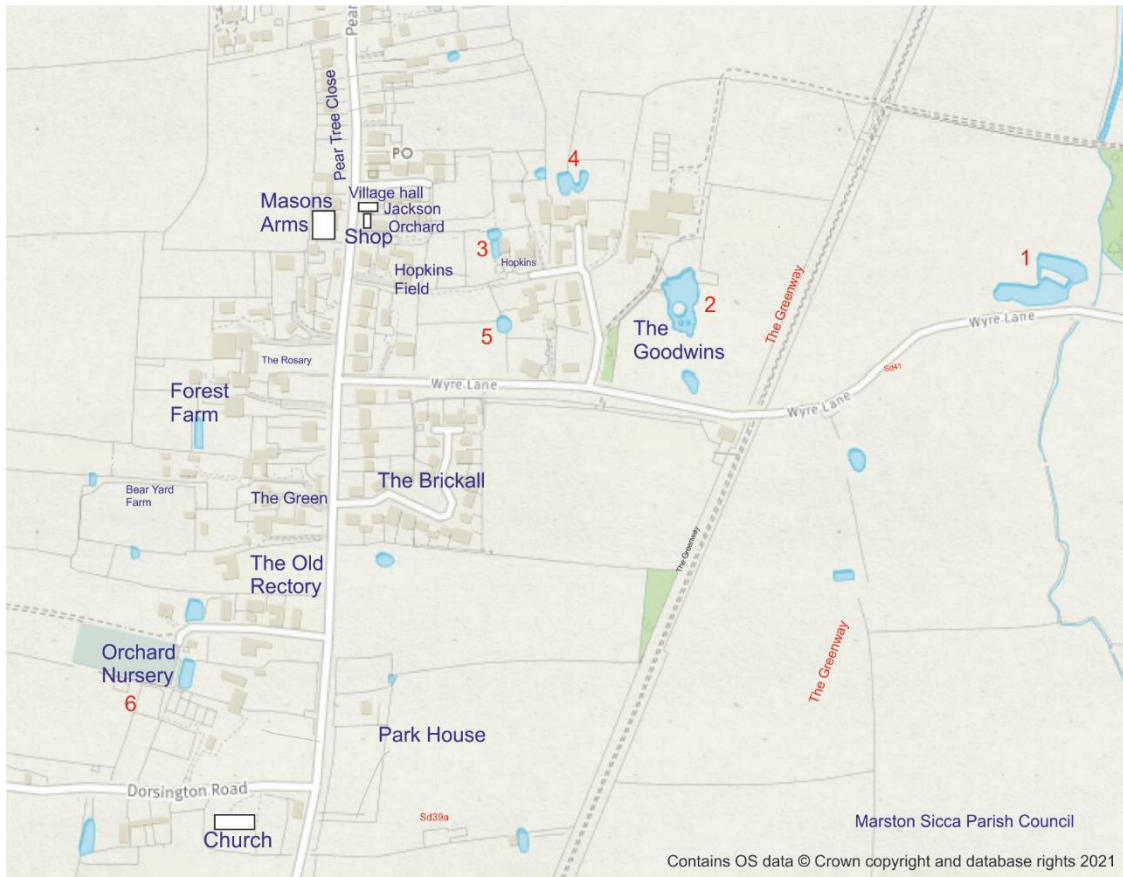 Pear
Pear Tree Close
PO
4
Masons
Arms
Village hall
Jackson
Orchard
Shop
3
Hopkins
Hopkins
Field
1
2
The Greenway
5
The
Goodwins
Wyre Lane
The Rosary
Wyre Lane
Sd41
Wyre Lane
Forest
Farm
The Brickall
Bear Yard
Farm
The Green
The Greenway
The Old
Rectory
Orchard
Nursery
6
The Greenway
Park House
Dorsington Road
Sd39a
Church
Marston Sicca Parish Council
Contains OS data © Crown copyright and database rights 2021